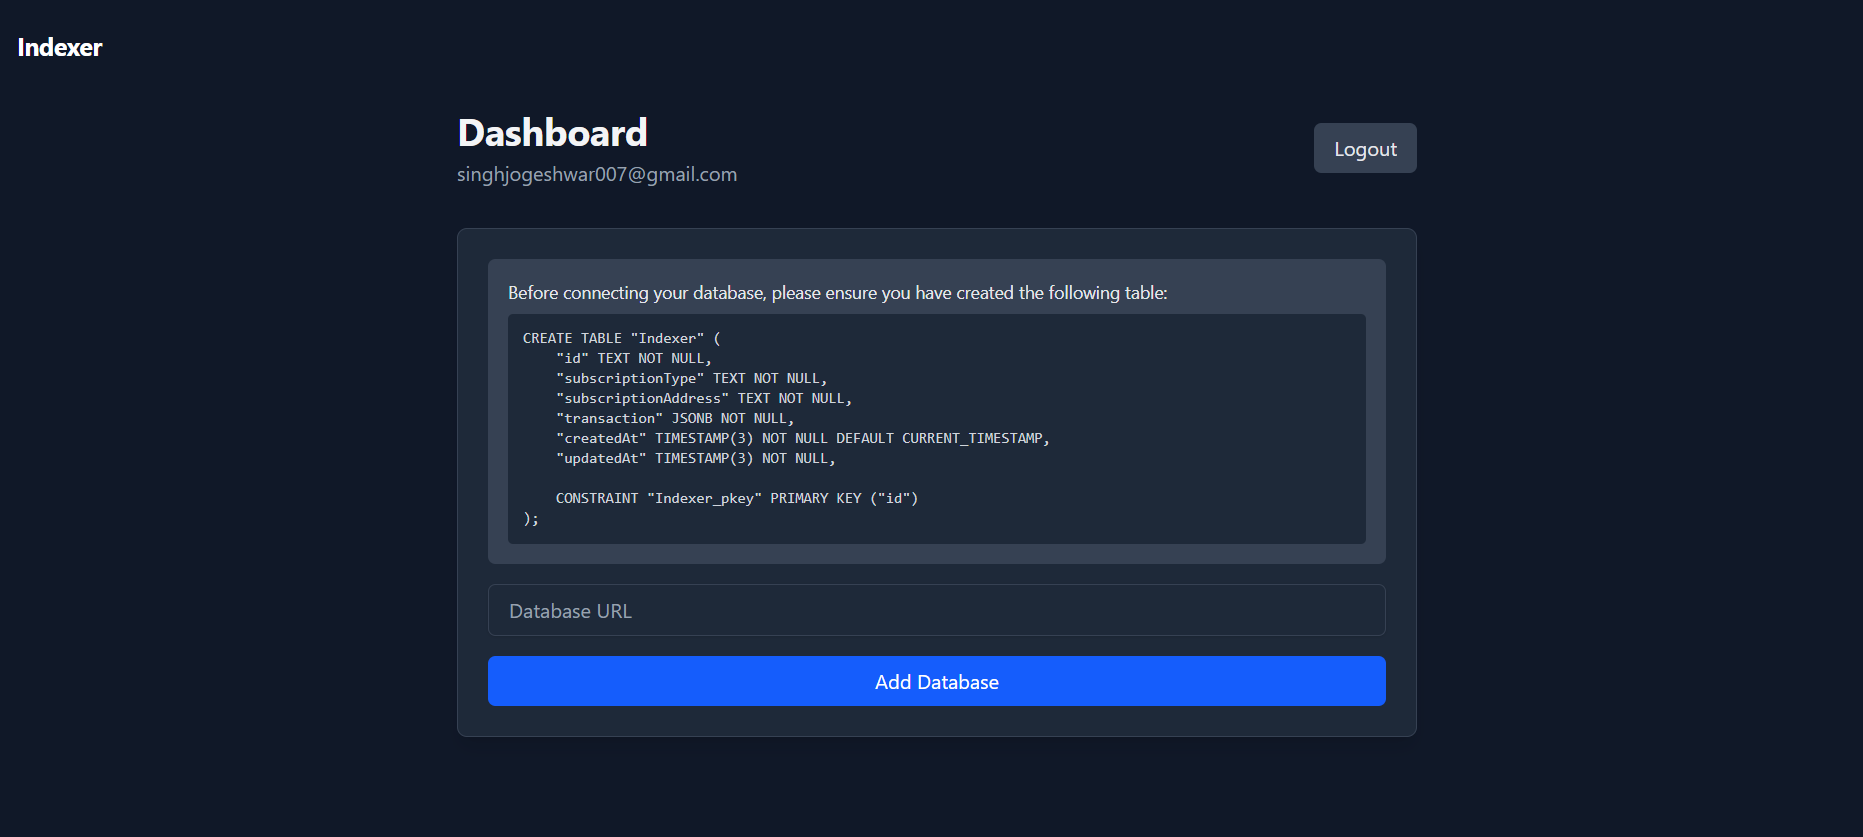 Indexer
Dashboard
singhjogeshwar007@gmail.com
Logout
Before connecting your database, please ensure you have created the following table:
CREATE TABLE "Indexer" (
    "id" TEXT NOT NULL,
    "subscriptionType" TEXT NOT NULL,
    "subscriptionAddress" TEXT NOT NULL,
    "transaction" JSONB NOT NULL,
    "createdAt" TIMESTAMP(3) NOT NULL DEFAULT CURRENT_TIMESTAMP,
    "updatedAt" TIMESTAMP(3) NOT NULL,
    CONSTRAINT "Indexer_pkey" PRIMARY KEY ("id")
);
Database URL
Add Database